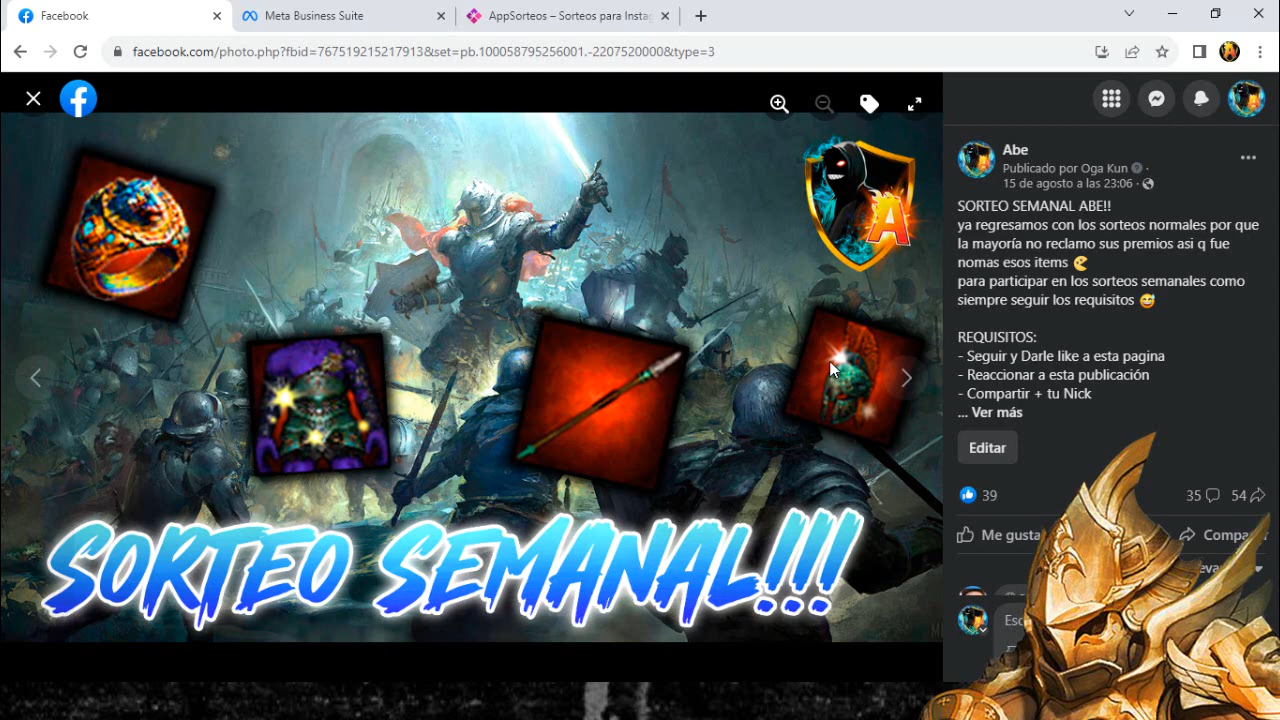 Facebook
Meta Business Suite
AppSorteos – Sorteos para Insta
facebook.com/photo.php?fbid=767519215217913&set=pb.100058795256001.-2207520000&type=3
A
SORTEO SEMANAL!!!
Abe
Publicado por Oga Kun
15 de agosto a las 23:06 ·
SORTEO SEMANAL ABE!!
ya regresamos con los sorteos normales por que
la mayoría no reclamo sus premios asi q fue
nomas esos items
para participar en los sorteos semanales como
siempre seguir los requisitos
REQUISITOS:
- Seguir y Darle like a esta pagina
- Reaccionar a esta publicación
- Compartir + tu Nick
... Ver más
Editar
39
35
54
Me gusta
Compar
Esc